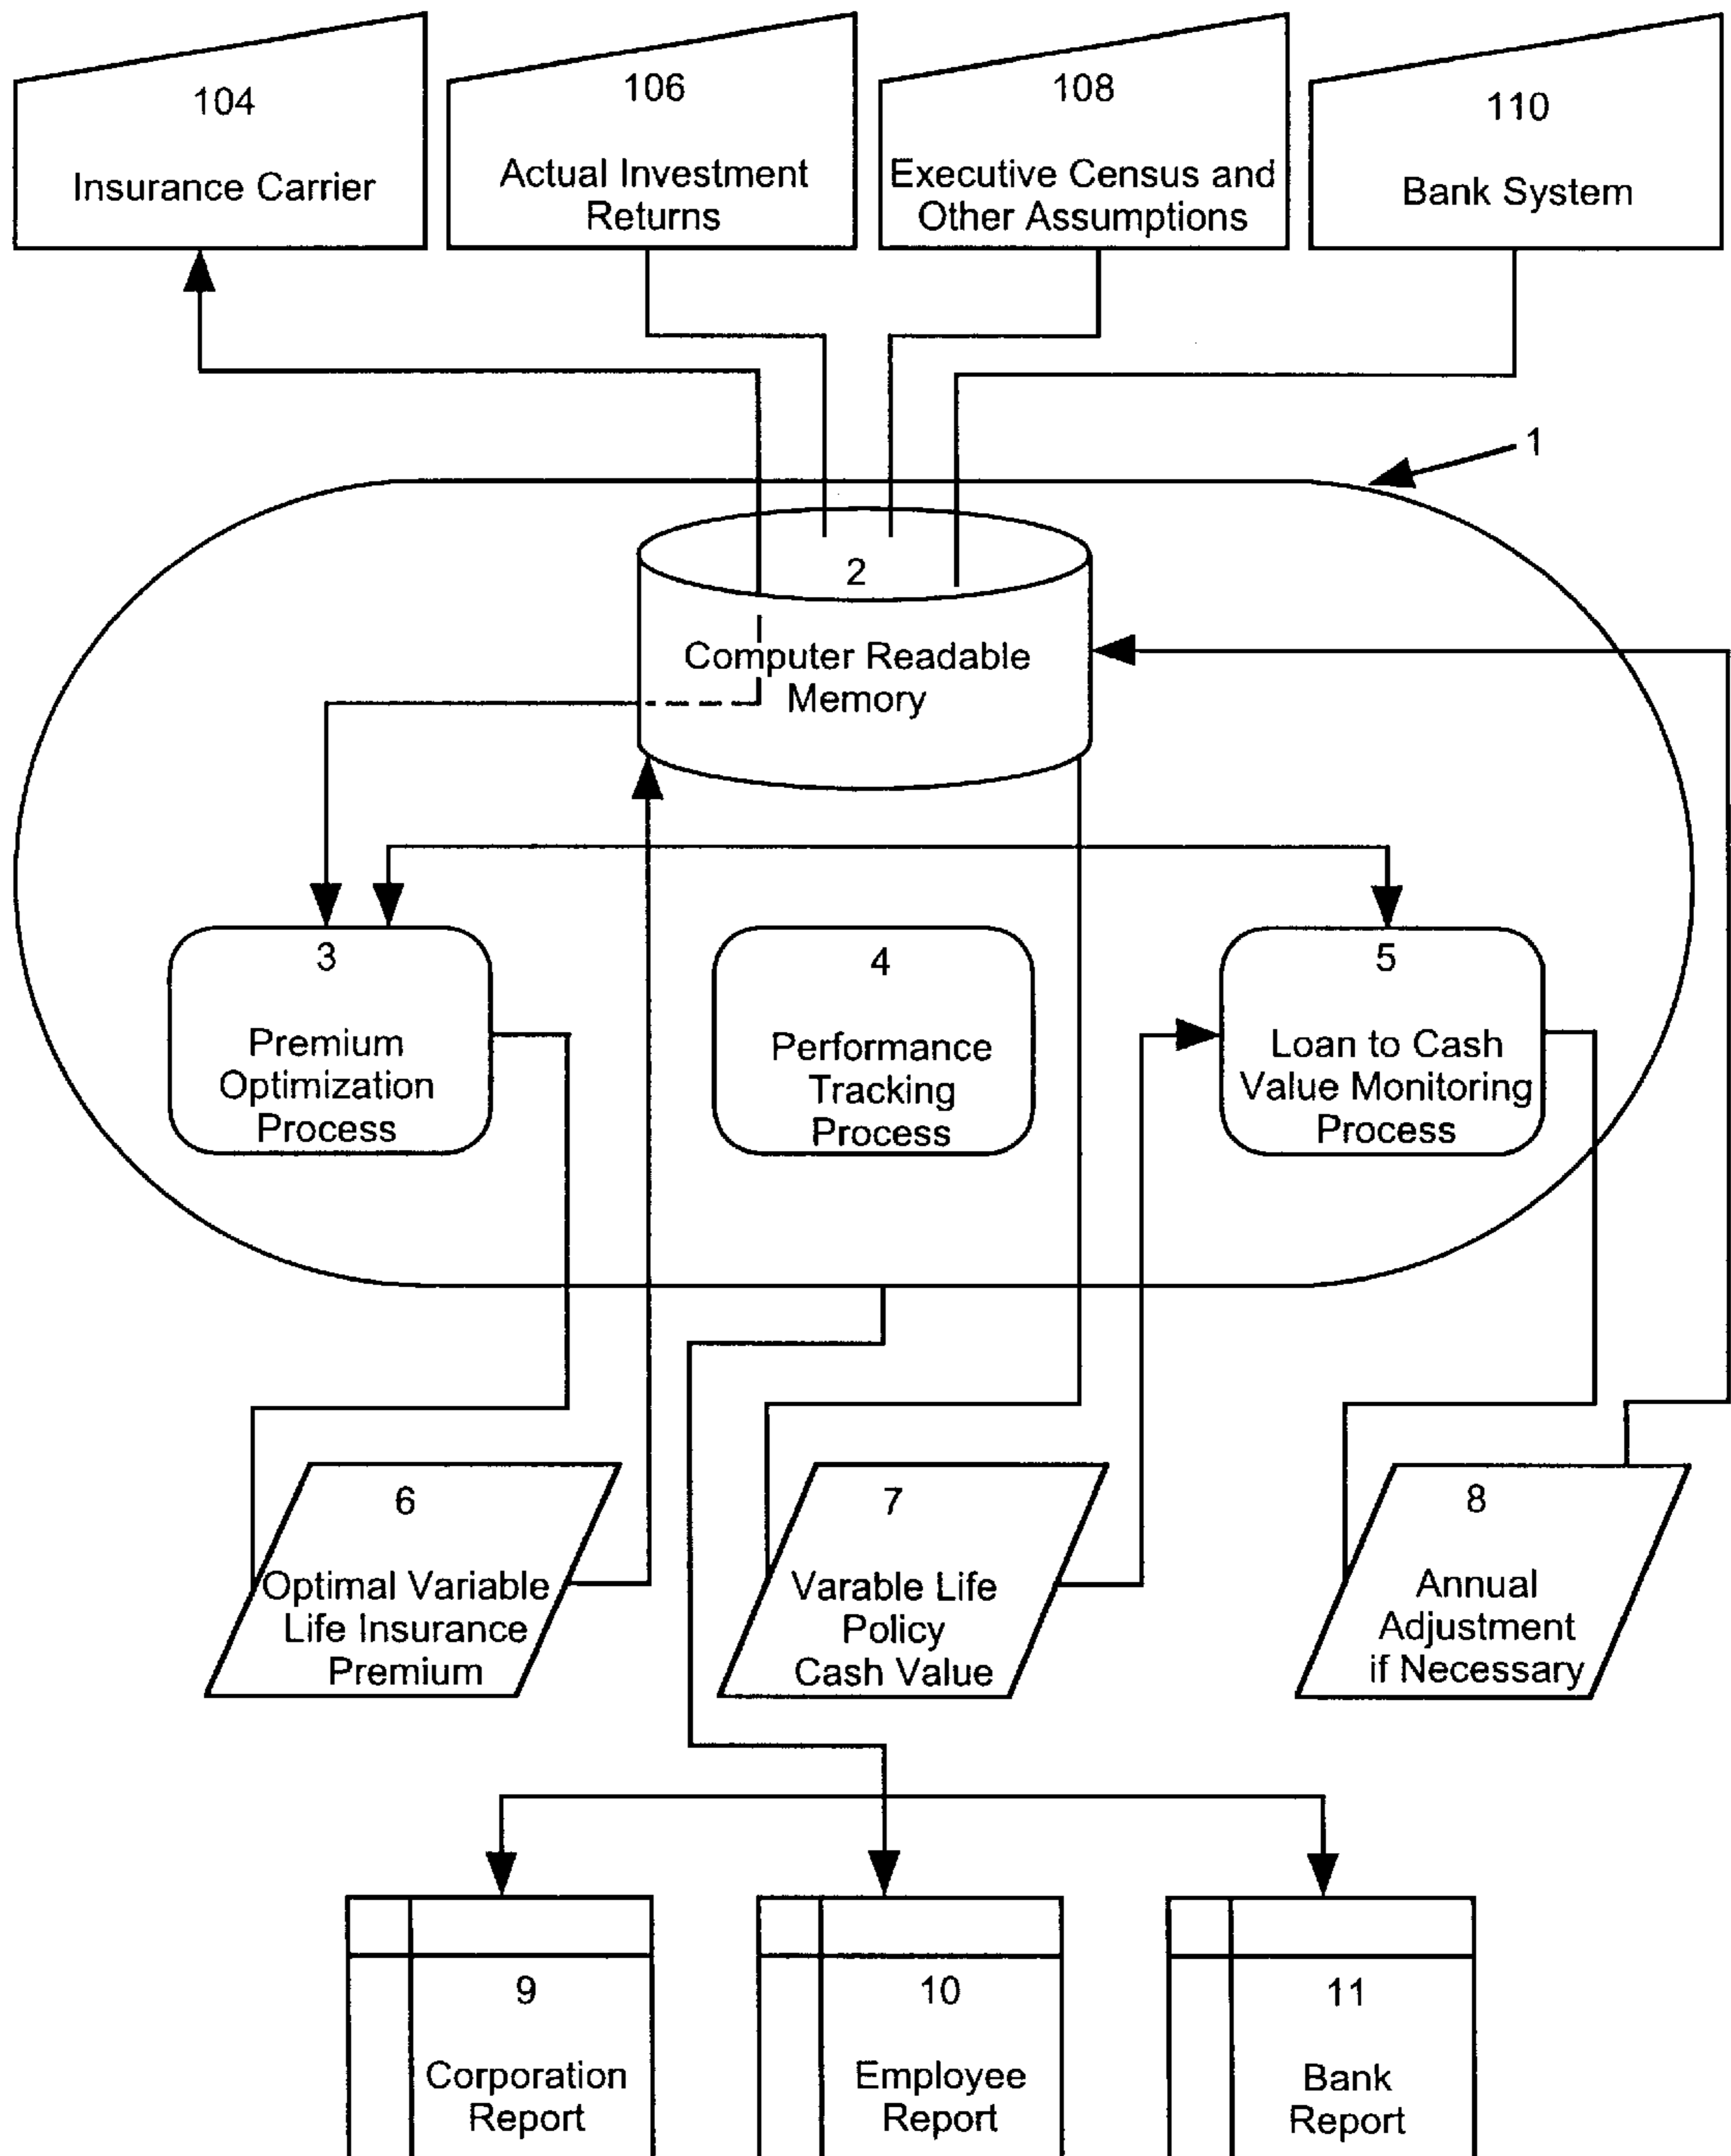 104
Insurance Carrier
106
Actual Investment
Returns
108
Executive Census and
Other Assumptions
110
Bank System
1
2
Computer Readable
Memory
3
Premium
Optimization
Process
4
Performance
Tracking
Process
5
Loan to Cash
Value Monitoring
Process
6
Optimal Variable
Life Insurance
Premium
7
Varable Life
Policy
Cash Value
8
Annual
Adjustment
if Necessary
9
Corporation
Report
10
Employee
Report
11
Bank
Report